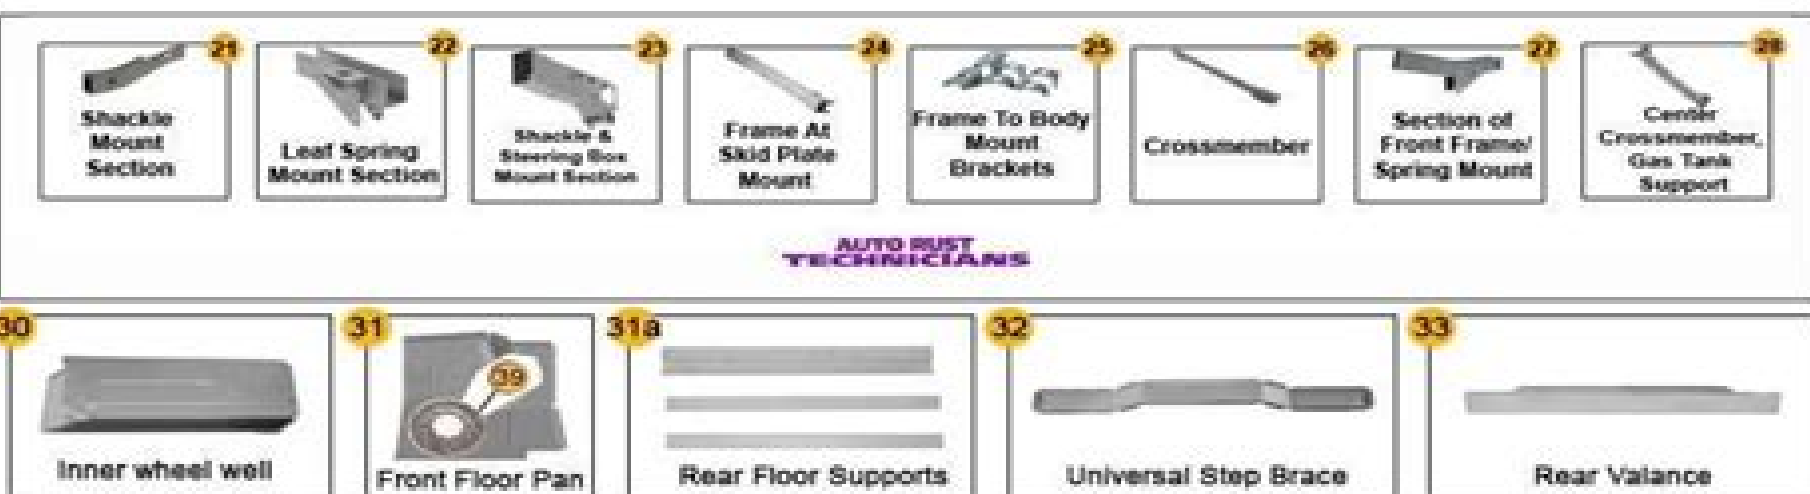 21
Shackle
Mount
Section
22
Leaf Spring
Mount Section
23
Shackle &
Steering Box
Mount Section
24
Frame At
Skid Plate
Mount
25
Frame To Body
Mount
Brackets
26
Crossmember
27
Section of
Front Frame/
Spring Mount
28
Center
Crossmember,
Gas Tank
Support
AUTO RUST
TECHNICIANS
30
Inner wheel well
31
39
Front Floor Pan
31a
Rear Floor Supports
32
Universal Step Brace
33
Rear Valance